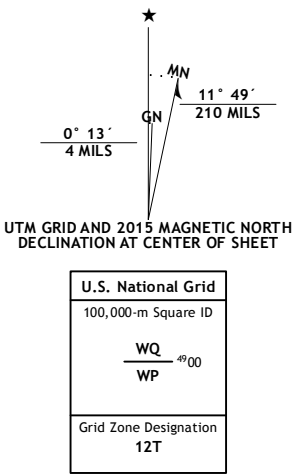 ★
MN
11° 49´
210 MILS
GN
0° 13´
4 MILS
UTM GRID AND 2015 MAGNETIC NORTH
DECLINATION AT CENTER OF SHEET
U.S. National Grid
100,000-m Square ID
WQ
4900
WP
Grid Zone Designation
12T